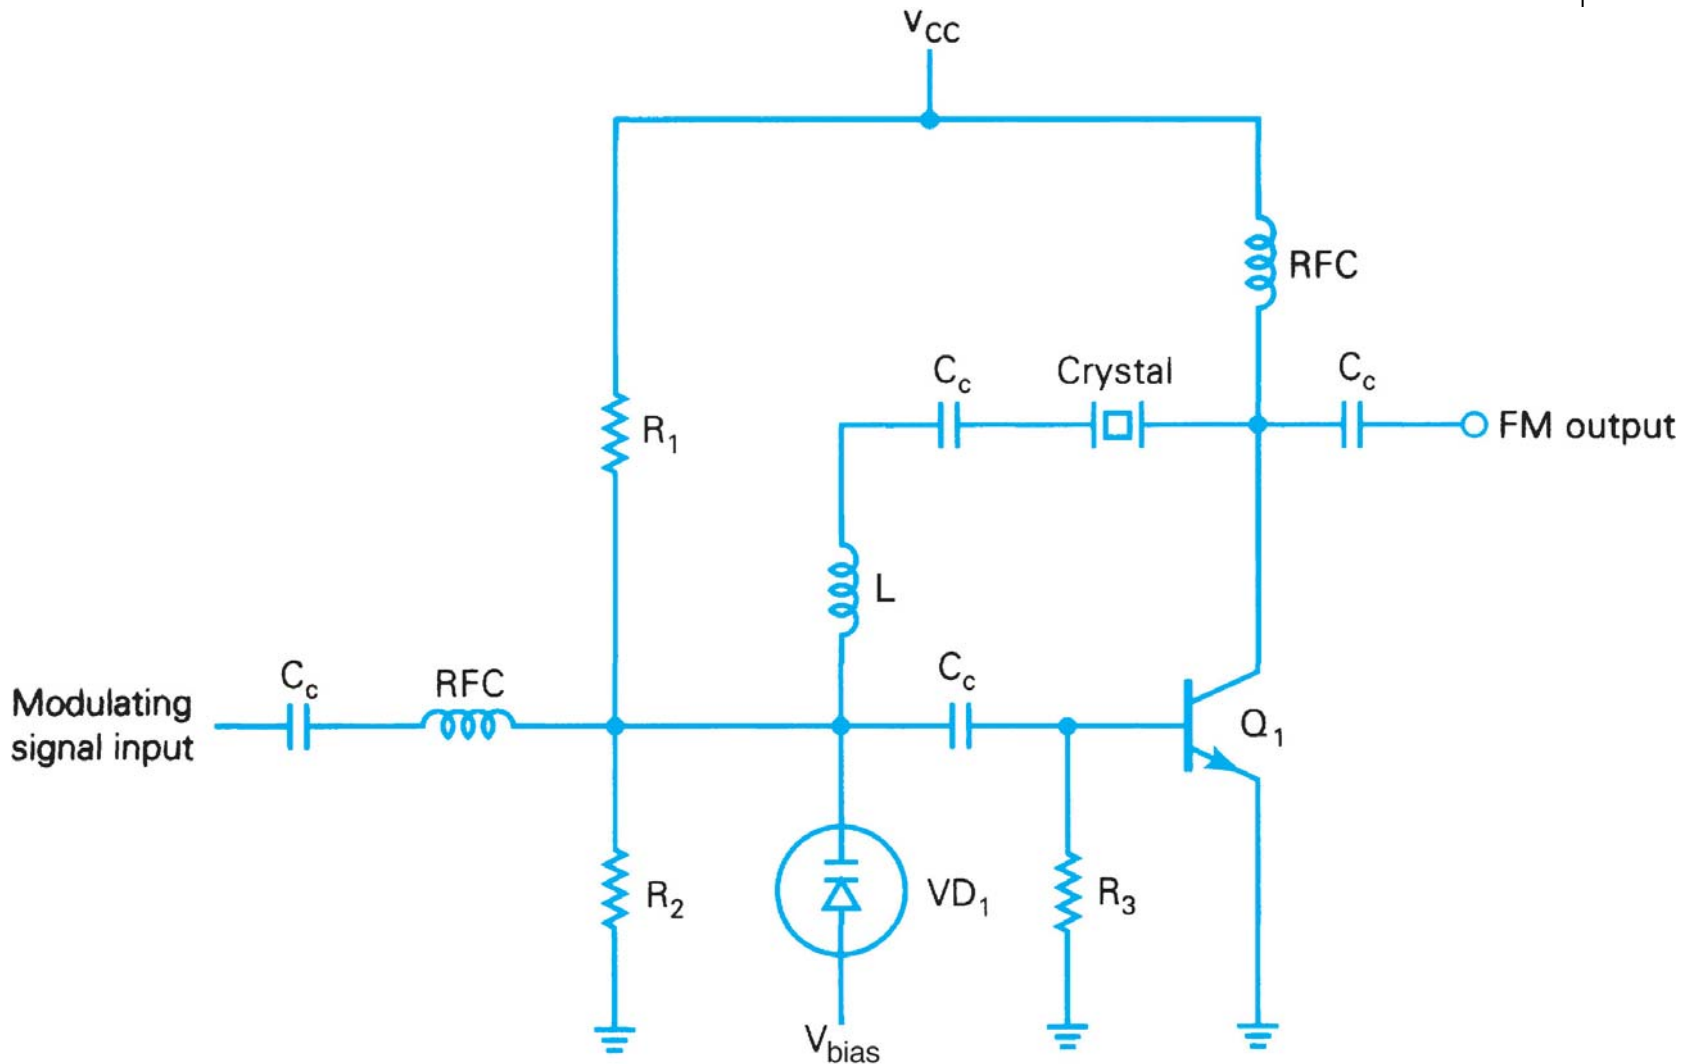 vCC
RFC
Cc
Crystal
Cc
R1
FM output
L
Cc
RFC
Cc
Modulating
signal input
Q1
R2
VD1
R3
Vbias